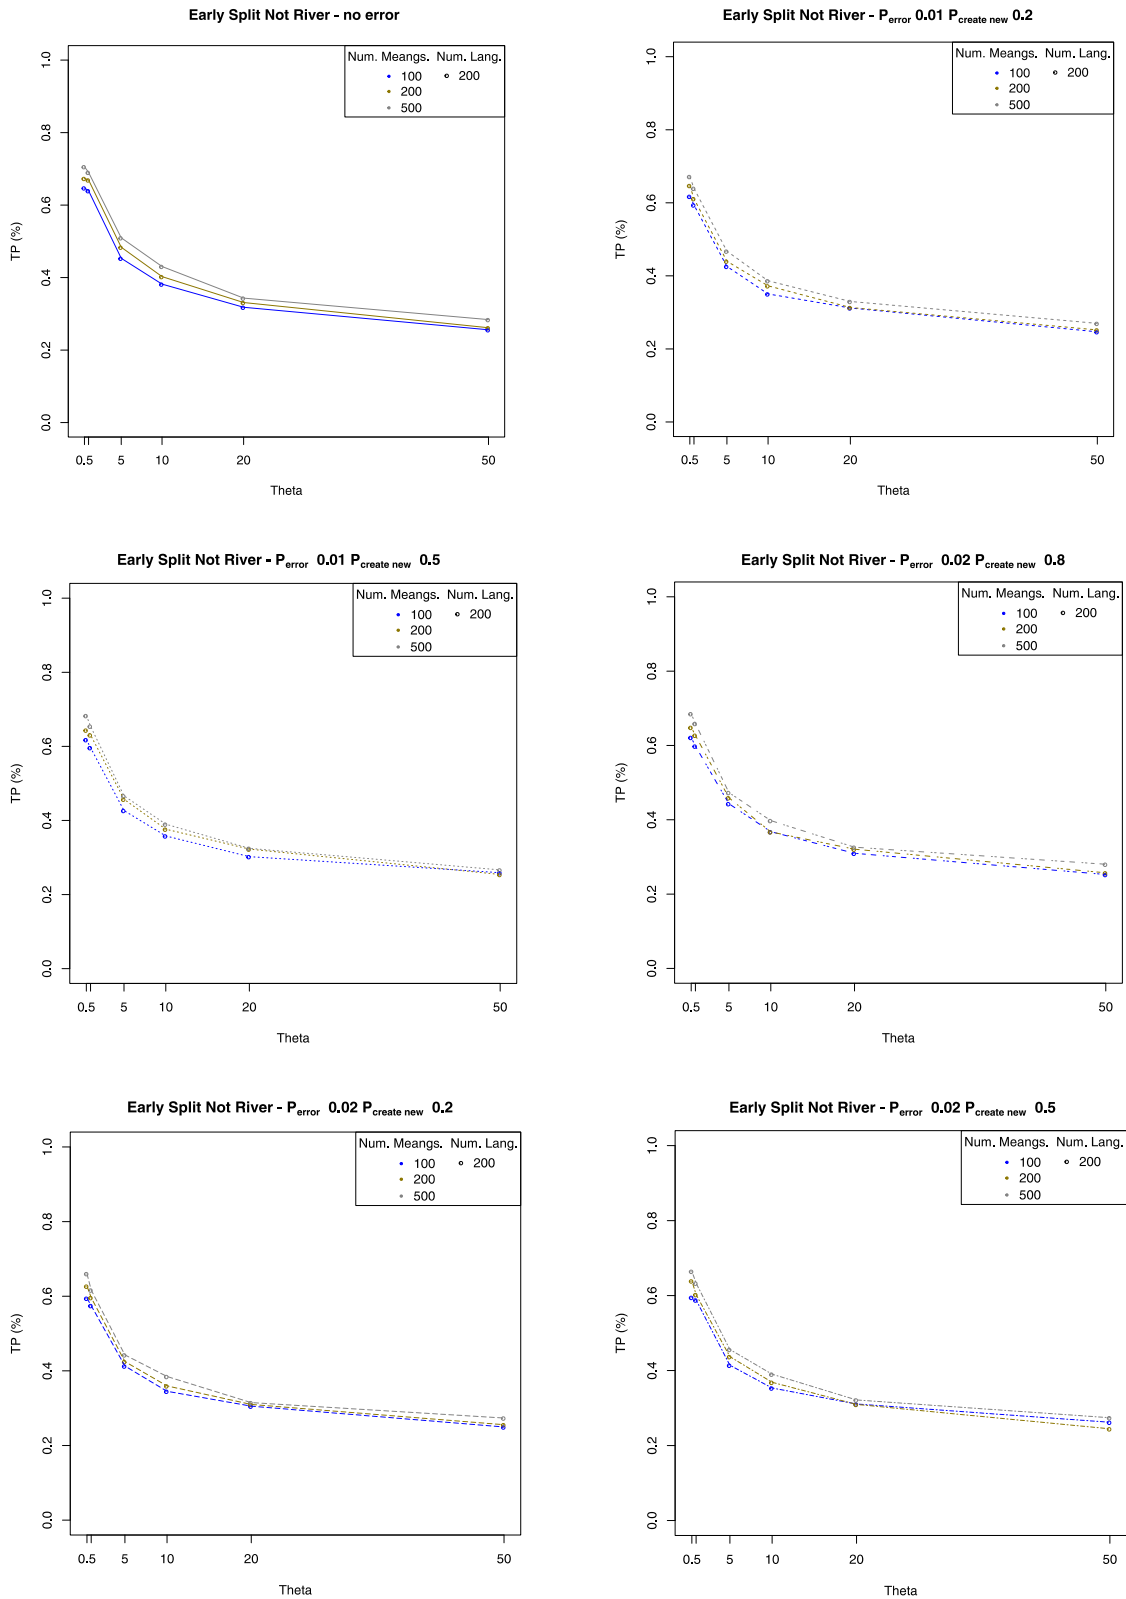 Early Split Not River - no error
Num. Meangs. Num. Lang.
100 200
200
500
TP (%)
1.0
0.8
0.6
0.4
0.2
0.0
0.5 5 10 20 50
Theta
Early Split Not River - Perror 0.01 Pcreate new 0.2
Num. Meangs. Num. Lang.
100 200
200
500
TP (%)
1.0
0.8
0.6
0.4
0.2
0.0
0.5 5 10 20 50
Theta
Early Split Not River - Perror 0.01 Pcreate new 0.5
Num. Meangs. Num. Lang.
100 200
200
500
TP (%)
1.0
0.8
0.6
0.4
0.2
0.0
0.5 5 10 20 50
Theta
Early Split Not River - Perror 0.02 Pcreate new 0.8
Num. Meangs. Num. Lang.
100 200
200
500
TP (%)
1.0
0.8
0.6
0.4
0.2
0.0
0.5 5 10 20 50
Theta
Early Split Not River - Perror 0.02 Pcreate new 0.2
Num. Meangs. Num. Lang.
100 200
200
500
TP (%)
1.0
0.8
0.6
0.4
0.2
0.0
0.5 5 10 20 50
Theta
Early Split Not River - Perror 0.02 Pcreate new 0.5
Num. Meangs. Num. Lang.
100 200
200
500
TP (%)
1.0
0.8
0.6
0.4
0.2
0.0
0.5 5 10 20 50
Theta